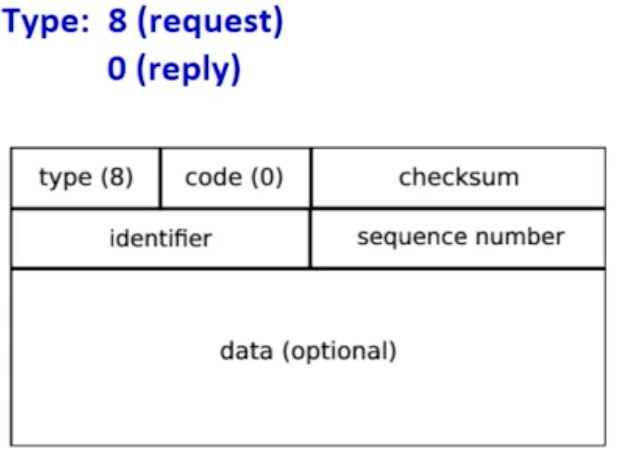 Type: 8 (request)
0 (reply)
type (8) code (0) checksum
identifier sequence number
data (optional)